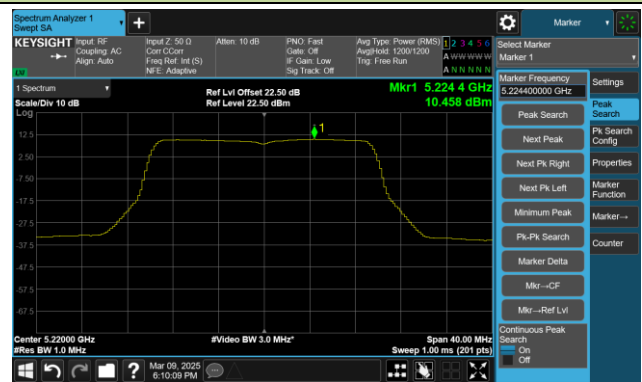 Spectrum Analyzer 1
Swept SA
+
Marker
KEYSIGHT
Input: RF
Coupling: AC
Align: Auto
Input Z: 50 Ω
Corr CCorr
Freq Ref: Int (S)
NFE: Adaptive
Atten: 10 dB
PNO: Fast
Gate: Off
IF Gain: Low
Sig Track: Off
Avg Type: Power (RMS)
Avg|Hold: 1200/1200
Trig: Free Run
1 2 3 4 5 6
A W W W W W
A N N N N N
LVI
Select Marker
Marker 1
1 Spectrum
Scale/Div 10 dB
Log
Ref Lvl Offset 22.50 dB
Ref Level 22.50 dBm
Mkr1 5.224 4 GHz
10.458 dBm
1
12.5
2.50
-7.50
-17.5
-27.5
-37.5
-47.5
-57.5
-67.5
Center 5.22000 GHz
#Res BW 1.0 MHz
#Video BW 3.0 MHz*
Span 40.00 MHz
Sweep 1.00 ms (201 pts)
Marker Frequency
5.224400000 GHz
Peak Search
Next Peak
Next Pk Right
Next Pk Left
Minimum Peak
Pk-Pk Search
Marker Delta
Mkr→CF
Mkr→Ref Lvl
Continuous Peak
Search
On
Off
Settings
Peak
Search
Pk Search
Config
Properties
Marker
Function
Marker→
Counter
?
Mar 09, 2025
6:10:09 PM